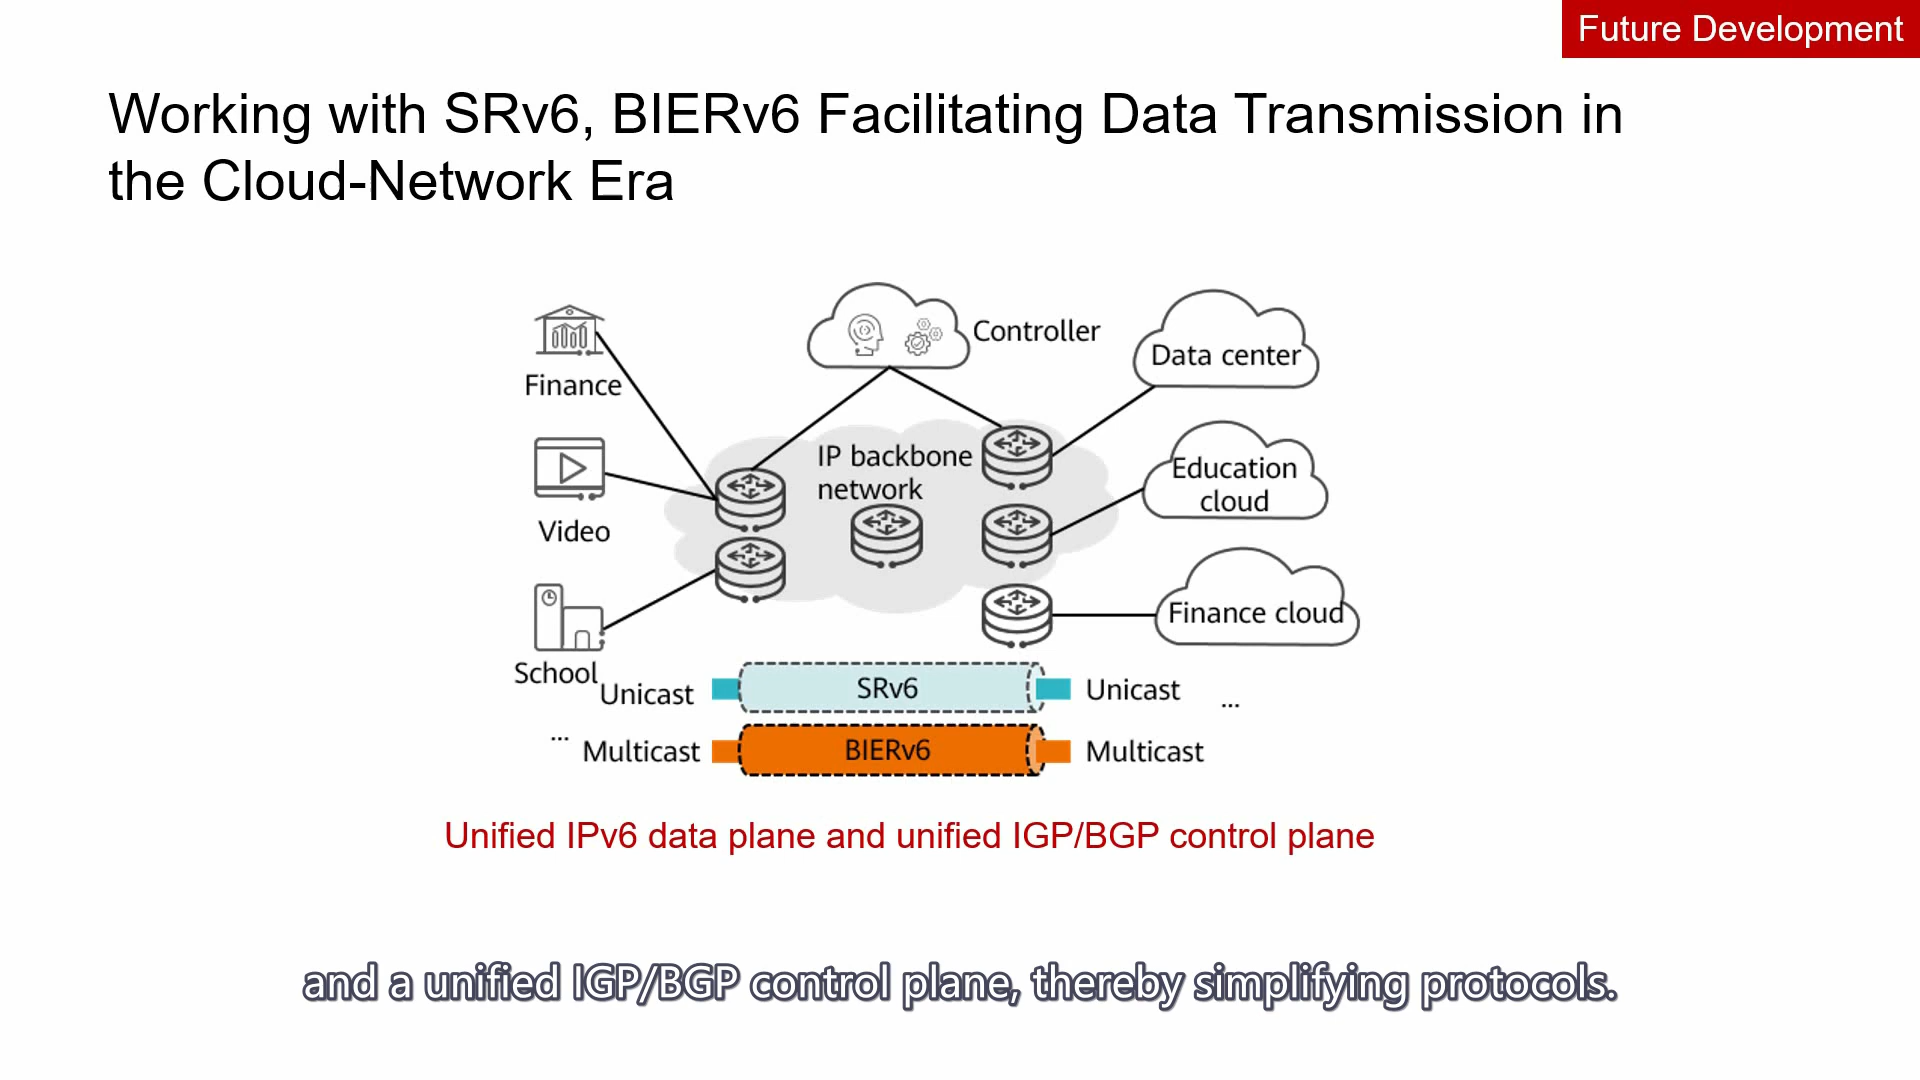 Future Development
Working with SRv6, BIERv6 Facilitating Data Transmission in
the Cloud-Network Era
Finance
Controller
Data center
Video
IP backbone
network
Education
cloud
School
Finance cloud
Unicast
SRv6
Unicast
...
...
Multicast
BIERv6
Multicast
Unified IPv6 data plane and unified IGP/BGP control plane
and a unified IGP/BGP control plane, thereby simplifying protocols.